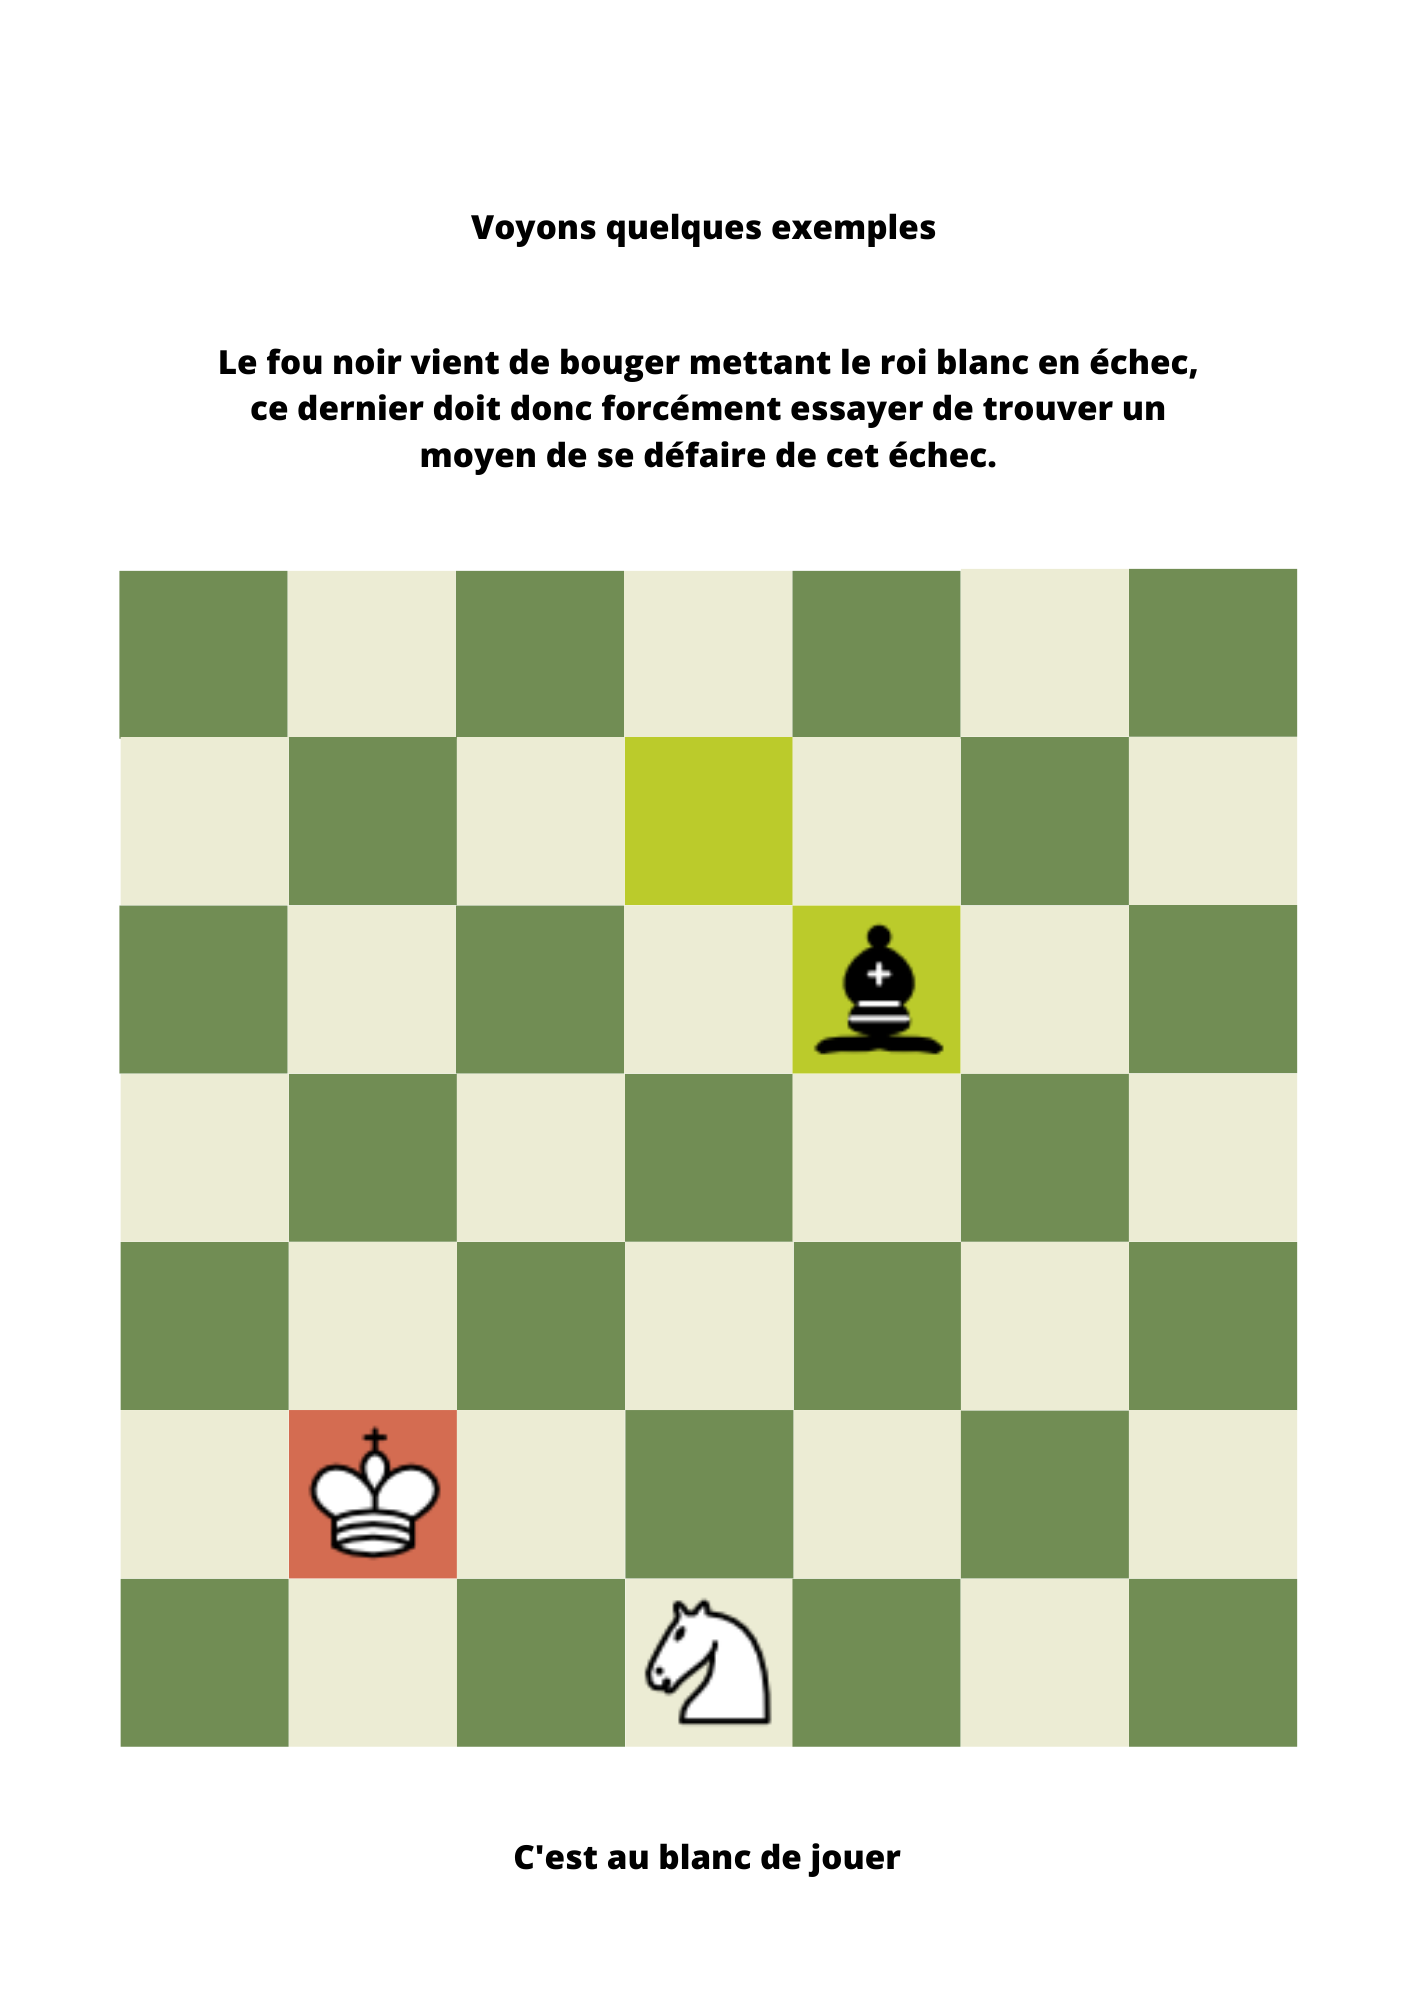 Voyons quelques exemples
Le fou noir vient de bouger mettant le roi blanc en échec,
ce dernier doit donc forcément essayer de trouver un
moyen de se défaire de cet échec.
C'est au blanc de jouer